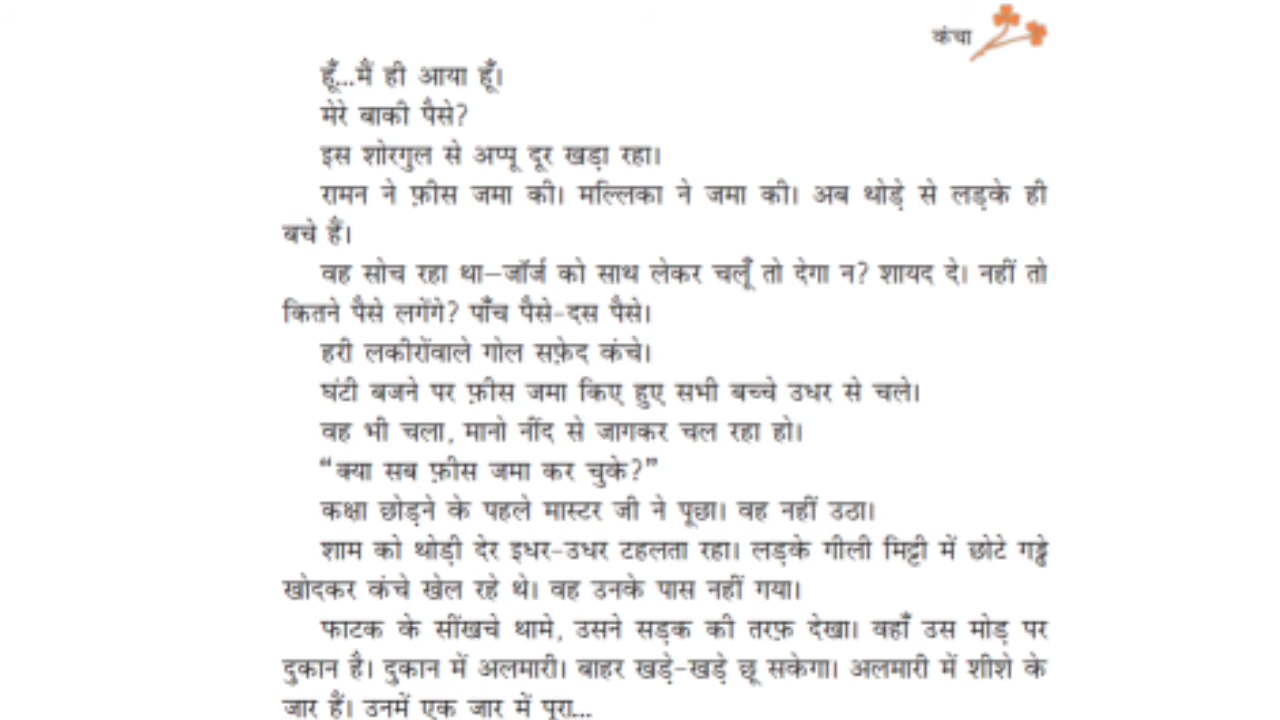 कंचा
हूँ...मैं ही आया हूँ।
मेरे बाकी पैसे?
इस शोरगुल से अप्पू दूर खड़ा रहा।
रामन ने फ़ीस जमा की। मल्लिका ने जमा की। अब थोड़े से लड़के ही
बचे हैं।
वह सोच रहा था—जॉर्ज को साथ लेकर चलूँ तो देगा न? शायद दे। नहीं तो
कितने पैसे लगेंगे? पाँच पैसे-दस पैसे।
हरी लकीरोंवाले गोल सफ़ेद कंचे।
घंटी बजने पर फ़ीस जमा किए हुए सभी बच्चे उधर से चले।
वह भी चला, मानो नींद से जागकर चल रहा हो।
“क्या सब फ़ीस जमा कर चुके?”
कक्षा छोड़ने के पहले मास्टर जी ने पूछा। वह नहीं उठा।
शाम को थोड़ी देर इधर-उधर टहलता रहा। लड़के गीली मिट्टी में छोटे गड्ढे
खोदकर कंचे खेल रहे थे। वह उनके पास नहीं गया।
फाटक के सींखचे थामे, उसने सड़क की तरफ़ देखा। वहाँ उस मोड़ पर
दुकान है। दुकान में अलमारी। बाहर खड़े-खड़े छू सकेगा। अलमारी में शीशे के
जार हैं। उनमें एक जार में पूरा...